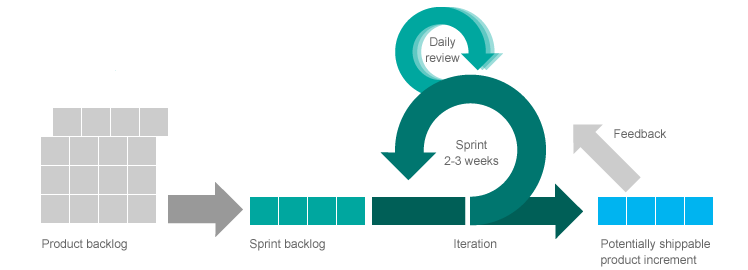 Daily
review
Sprint
2-3 weeks
Feedback
Product backlog
Sprint backlog
Iteration
Potentially shippable
product increment